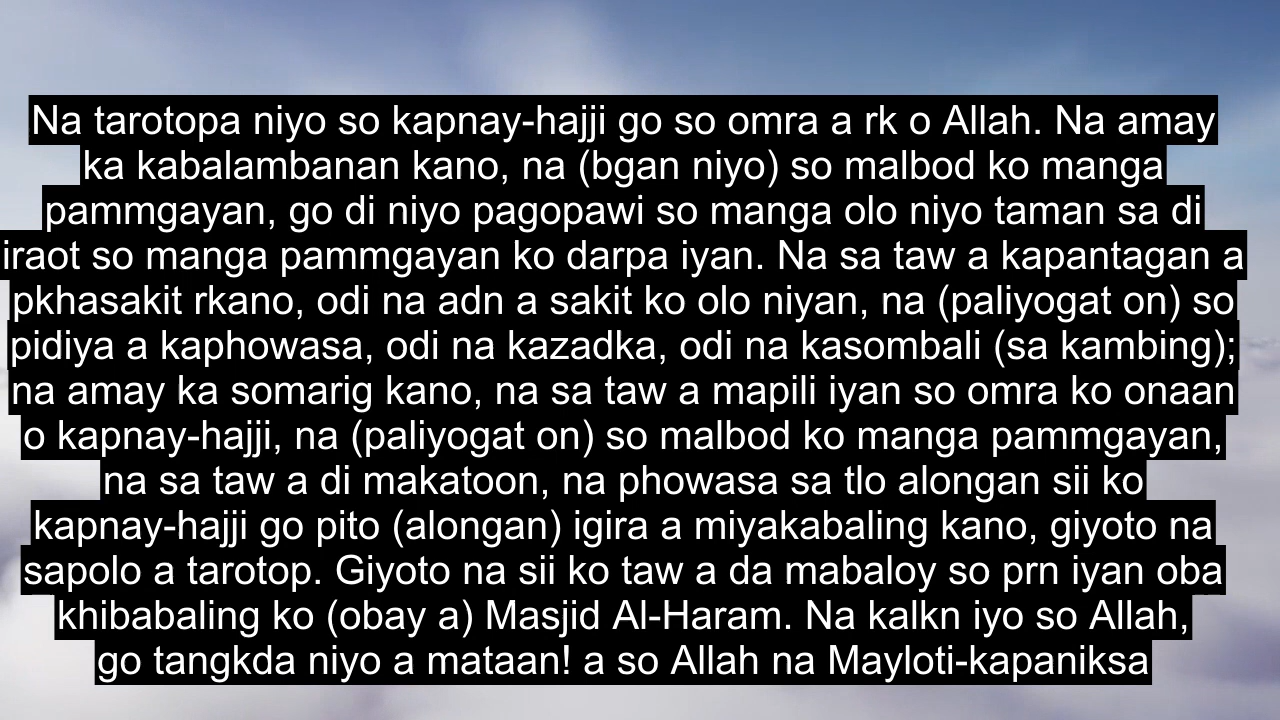 Na tarotopa niyo so kapnay-hajji go so omra a rk o Allah. Na amay
ka kabalambanan kano, na (bgan niyo) so malbod ko manga
pammgayan, go di niyo pagopawi so manga olo niyo taman sa di
iraot so manga pammgayan ko darpa iyan. Na sa taw a kapantagan a
pkhasakit rkano, odi na adn a sakit ko olo niyan, na (paliyogat on) so
pidiya a kaphowasa, odi na kazadka, odi na kasombali (sa kambing);
na amay ka somarig kano, na sa taw a mapili iyan so omra ko onaan
o kapnay-hajji, na (paliyogat on) so malbod ko manga pammgayan,
na sa taw a di makatoon, na phowasa sa tlo alongan sii ko
kapnay-hajji go pito (alongan) igira a miyakabaling kano, giyoto na
sapolo a tarotop. Giyoto na sii ko taw a da mabaloy so prn iyan oba
khibabaling ko (obay a) Masjid Al-Haram. Na kalkn iyo so Allah,
go tangkda niyo a mataan! a so Allah na Mayloti-kapaniksa